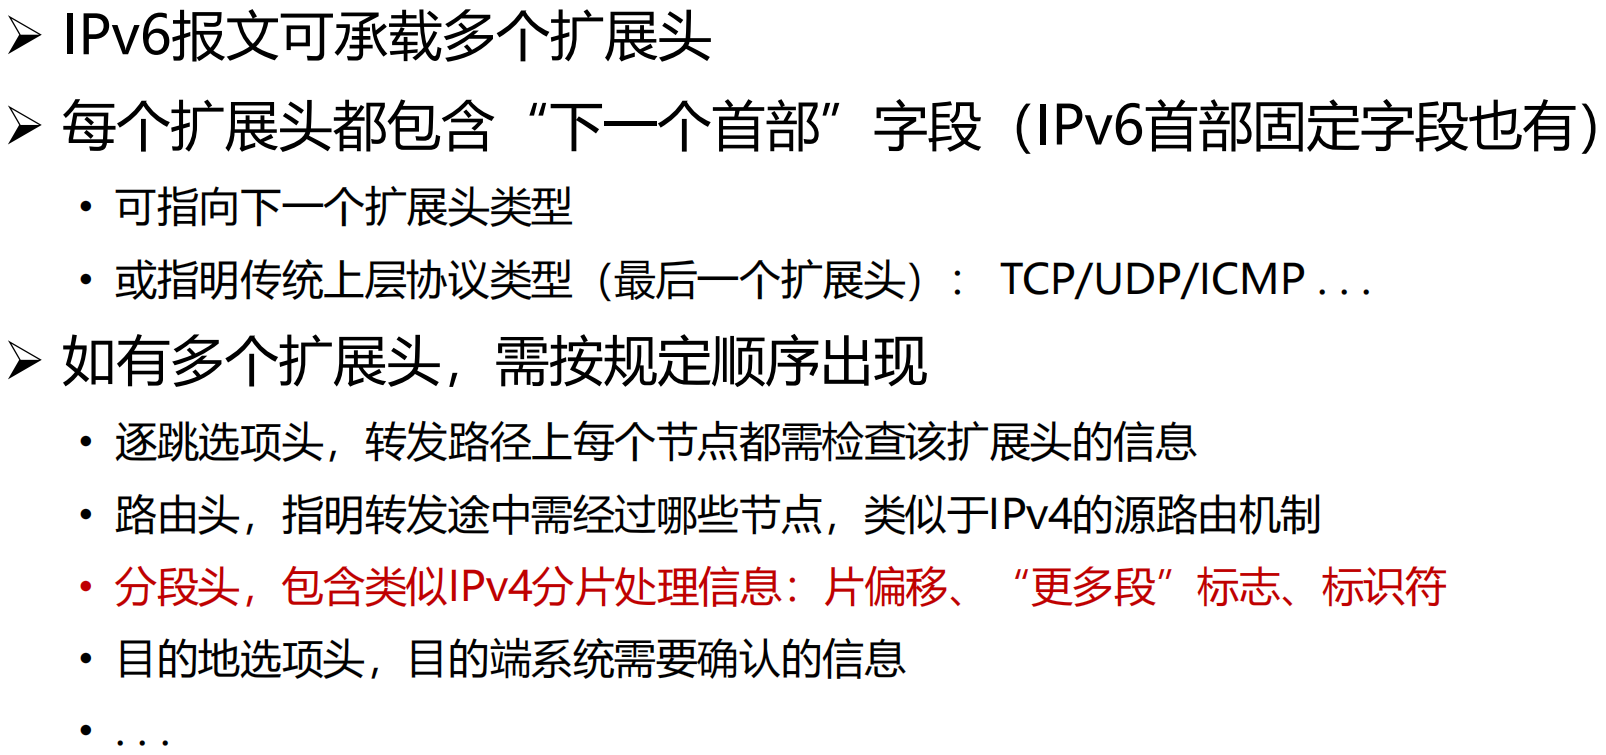 ➢ IPv6报文可承载多个扩展头
➢ 每个扩展头都包含“下一个首部”字段（IPv6首部固定字段也有）
• 可指向下一个扩展头类型
• 或指明传统上层协议类型（最后一个扩展头）： TCP/UDP/ICMP . . .
➢ 如有多个扩展头，需按规定顺序出现
• 逐跳选项头，转发路径上每个节点都需检查该扩展头的信息
• 路由头，指明转发途中需经过哪些节点，类似于IPv4的源路由机制
• 分段头，包含类似IPv4分片处理信息：片偏移、“更多段”标志、标识符
• 目的地选项头，目的端系统需要确认的信息
• . . .